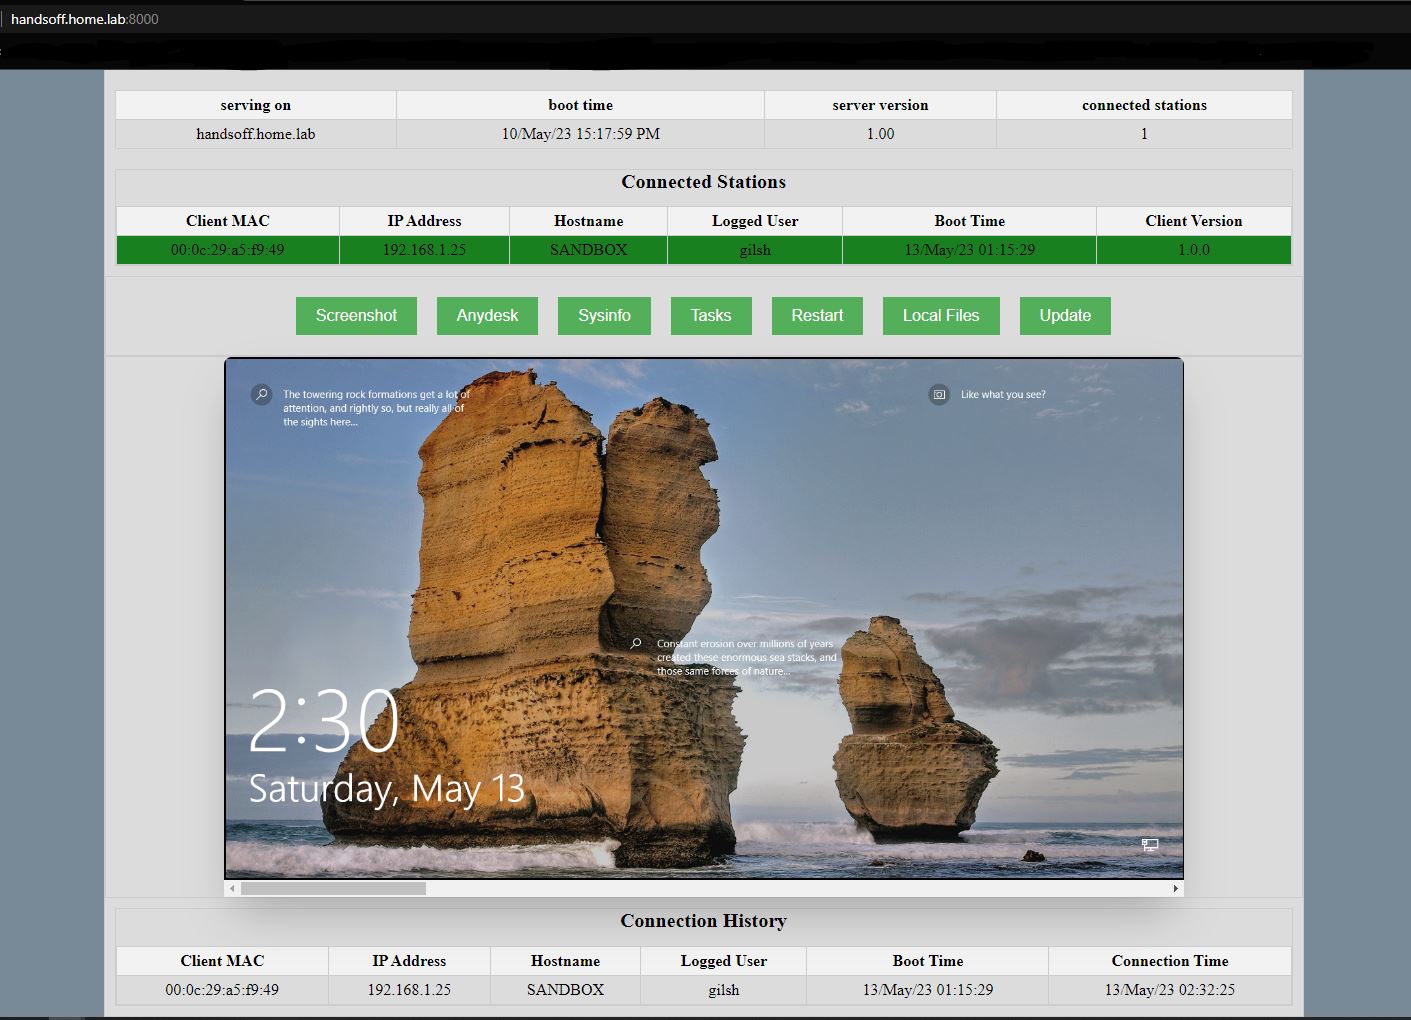 handsoff.home.lab:8000
serving on boot time server version connected stations
handsoff.home.lab 10/May/23 15:17:59 PM 1.00 1
Connected Stations
Client MAC IP Address Hostname Logged User Boot Time Client Version
00:0c:29:a5:f9:49 192.168.1.25 SANDBOX gilsh 13/May/23 01:15:29 1.0.0
Screenshot Anydesk Sysinfo Tasks Restart Local Files Update
The towering rock formations get a lot of
attention, and rightly so, but really all of
the sights here...
Like what you see?
Constant erosion over millions of years
created these enormous sea stacks, and
those same forces of nature...
2:30
Saturday, May 13
Connection History
Client MAC IP Address Hostname Logged User Boot Time Connection Time
00:0c:29:a5:f9:49 192.168.1.25 SANDBOX gilsh 13/May/23 01:15:29 13/May/23 02:32:25